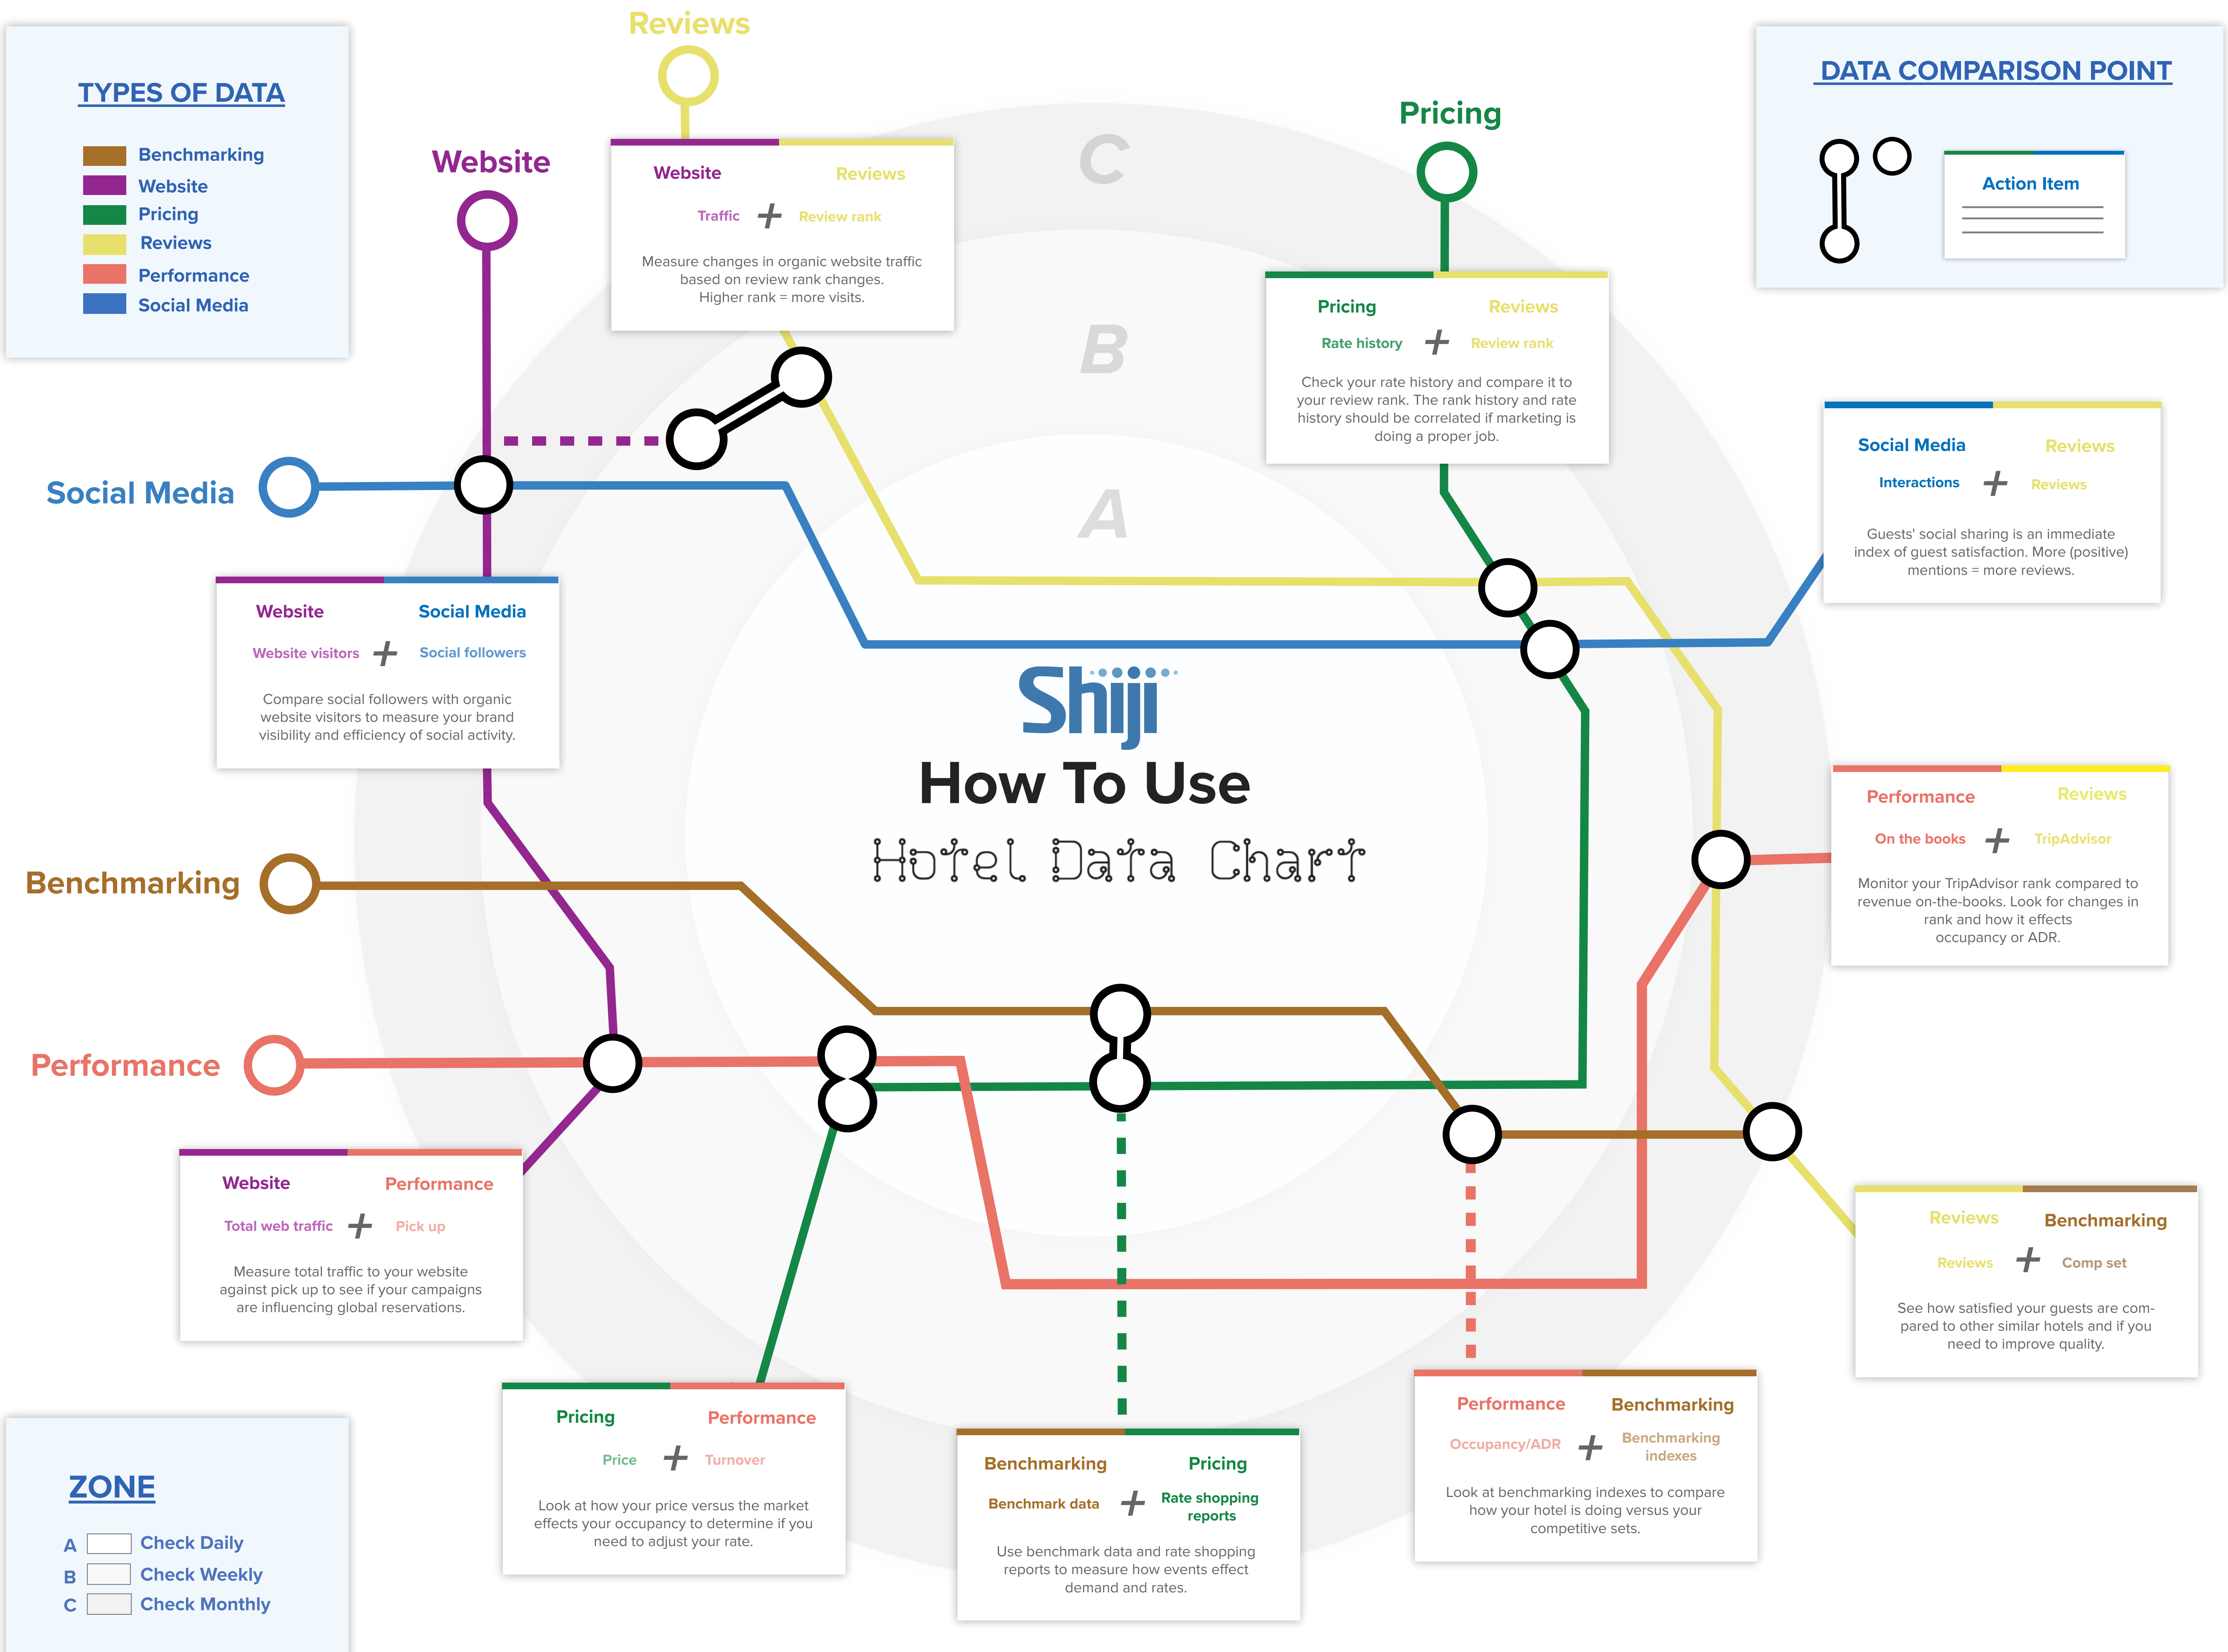 Reviews
TYPES OF DATA
Benchmarking
Website
Pricing
Reviews
Performance
Social Media
Website
Website Reviews
Traffic + Review rank
Measure changes in organic website traffic
based on review rank changes.
Higher rank = more visits.
C
B
A
Pricing
Pricing Reviews
Rate history + Review rank
Check your rate history and compare it to
your review rank. The rank history and rate
history should be correlated if marketing is
doing a proper job.
DATA COMPARISON POINT
Action Item
Social Media
Social Media Reviews
Interactions + Reviews
Guests' social sharing is an immediate
index of guest satisfaction. More (positive)
mentions = more reviews.
Website Social Media
Website visitors + Social followers
Compare social followers with organic
website visitors to measure your brand
visibility and efficiency of social activity.
Shiji
How To Use
Hotel Data Chart
Performance Reviews
On the books + TripAdvisor
Monitor your TripAdvisor rank compared to
revenue on-the-books. Look for changes in
rank and how it effects
occupancy or ADR.
Benchmarking
Performance
Website Performance
Total web traffic + Pick up
Measure total traffic to your website
against pick up to see if your campaigns
are influencing global reservations.
Reviews Benchmarking
Reviews + Comp set
See how satisfied your guests are com-
pared to other similar hotels and if you
need to improve quality.
Pricing Performance
Price + Turnover
Look at how your price versus the market
effects your occupancy to determine if you
need to adjust your rate.
Benchmarking Pricing
Benchmark data + Rate shopping
reports
Use benchmark data and rate shopping
reports to measure how events effect
demand and rates.
Performance Benchmarking
Occupancy/ADR + Benchmarking
indexes
Look at benchmarking indexes to compare
how your hotel is doing versus your
competitive sets.
ZONE
A Check Daily
B Check Weekly
C Check Monthly